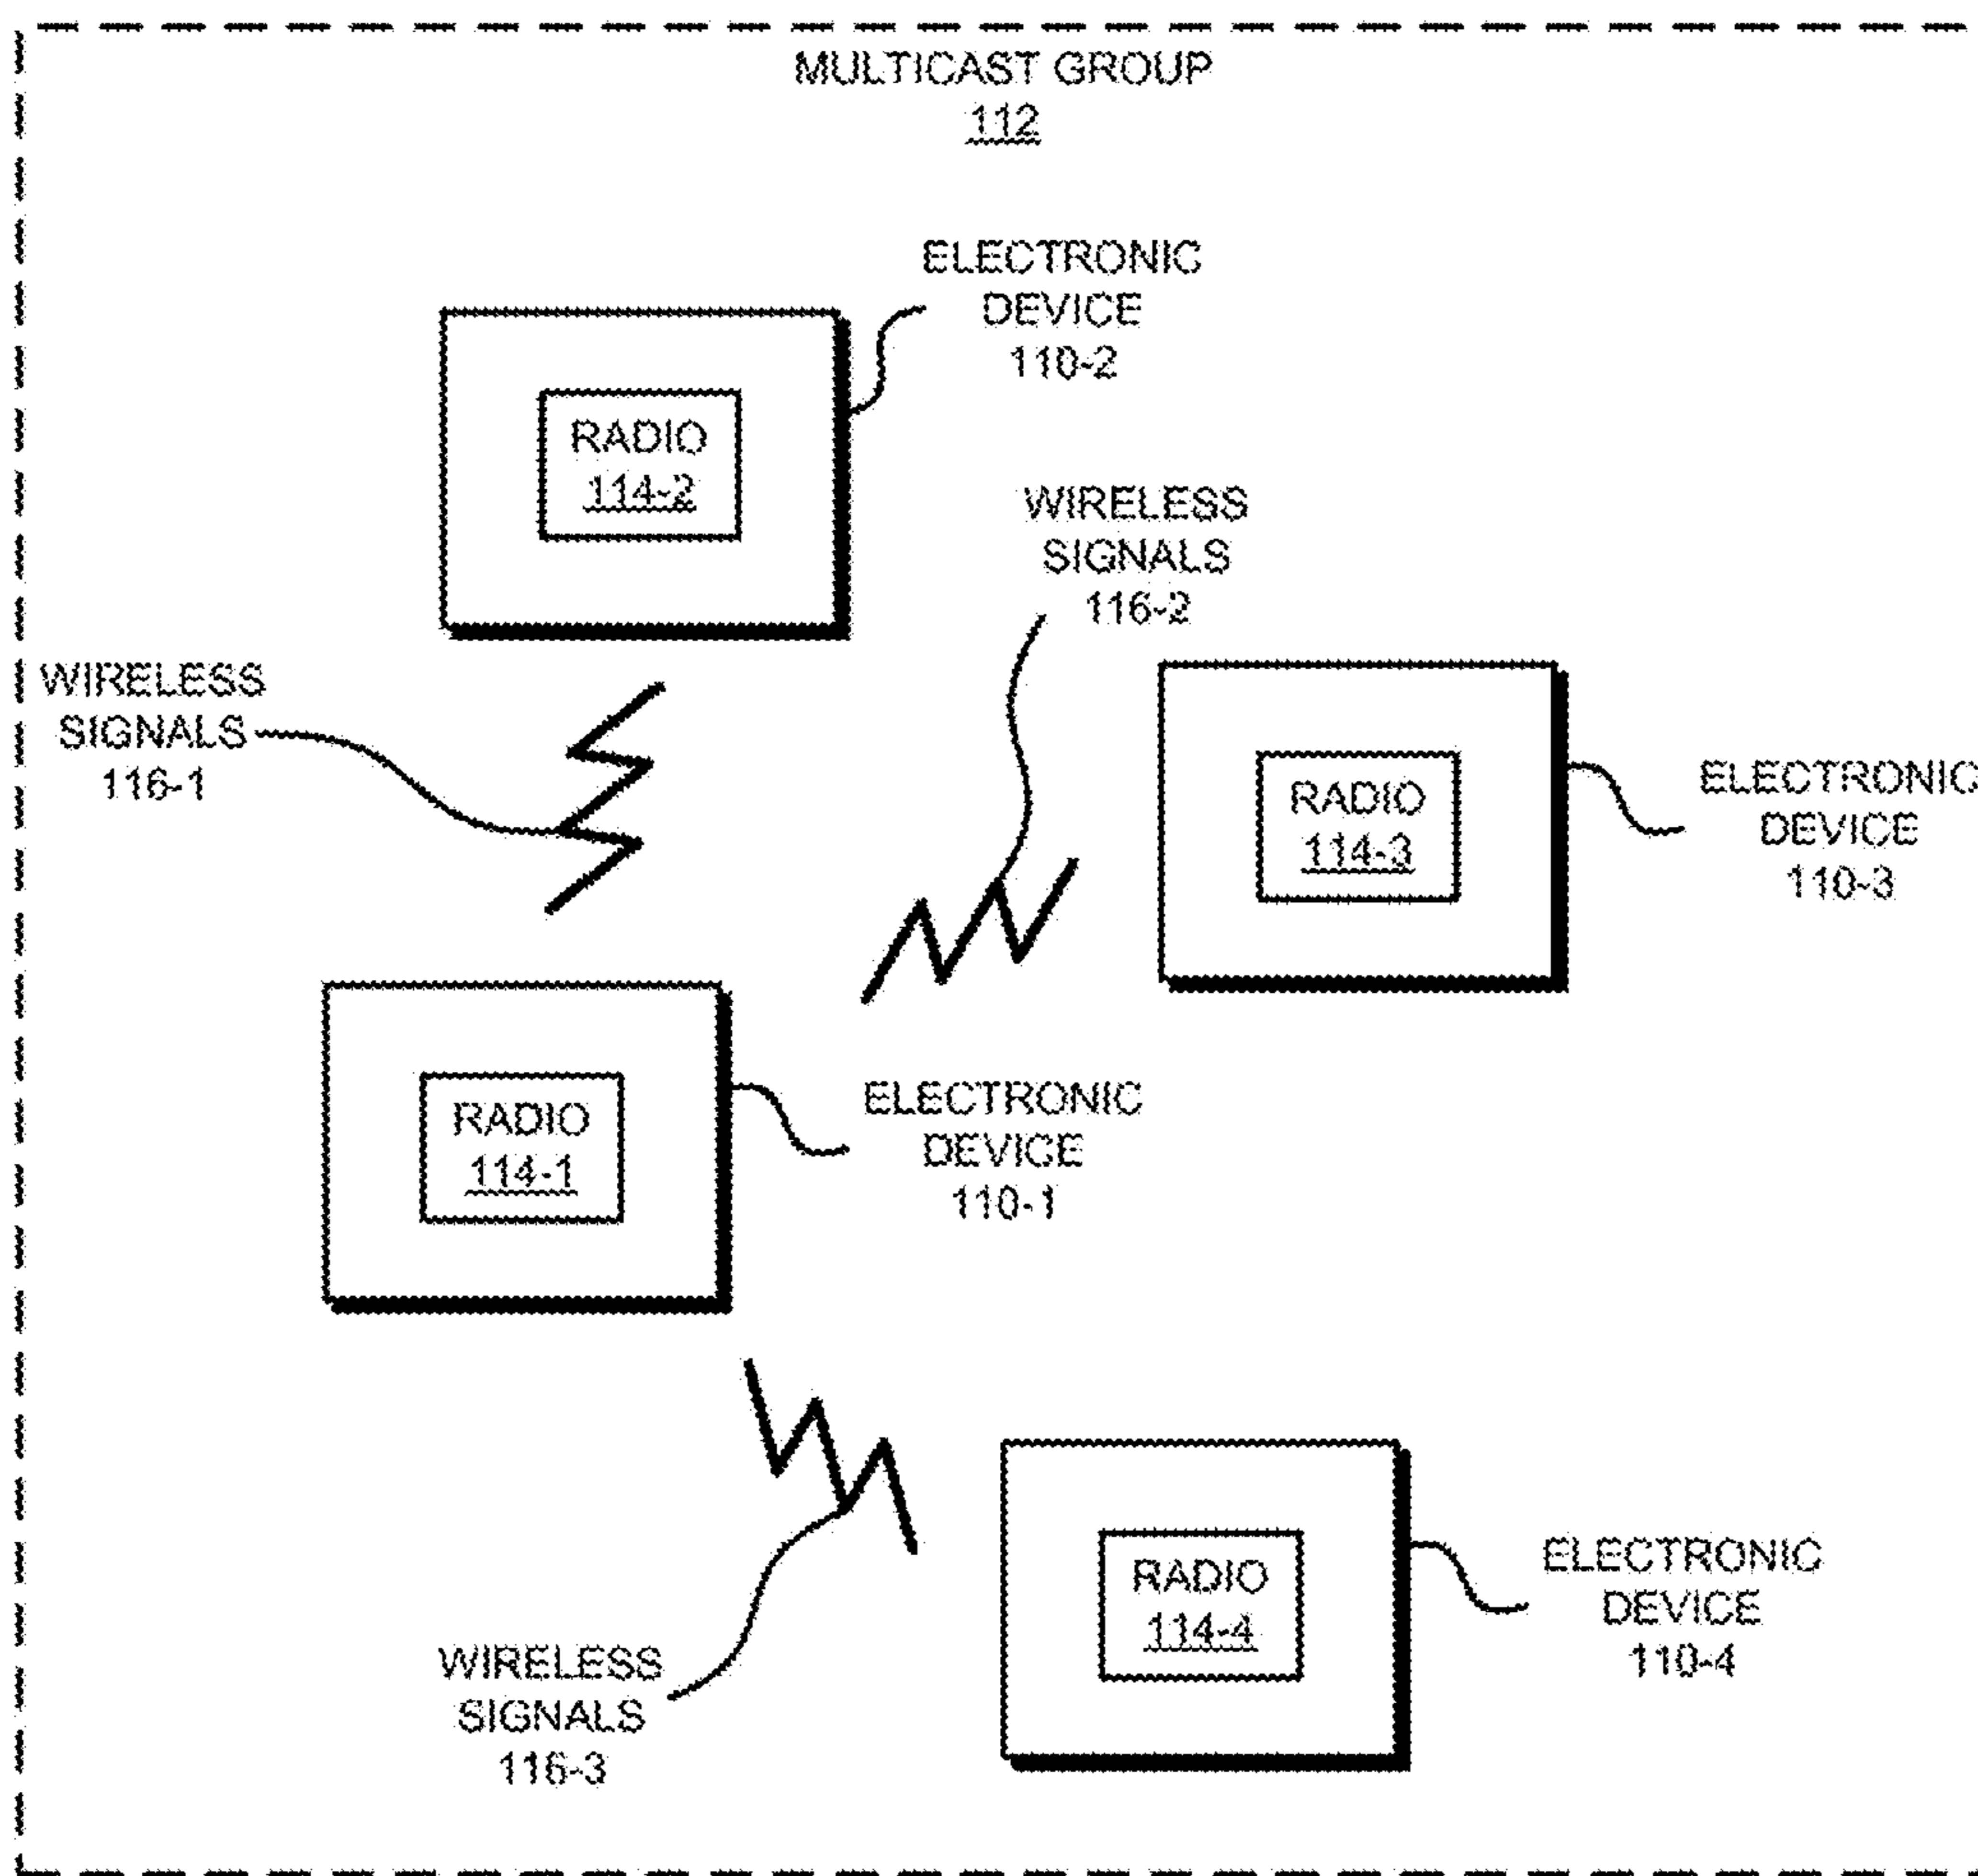 MULTICAST GROUP
112
ELECTRONIC
DEVICE
110-2
RADIO
114-2
WIRELESS
SIGNALS
116-2
WIRELESS
SIGNALS
116-1
ELECTRONIC
DEVICE
110-3
RADIO
114-3
ELECTRONIC
DEVICE
110-1
RADIO
114-1
ELECTRONIC
DEVICE
110-4
RADIO
114-4
WIRELESS
SIGNALS
116-3